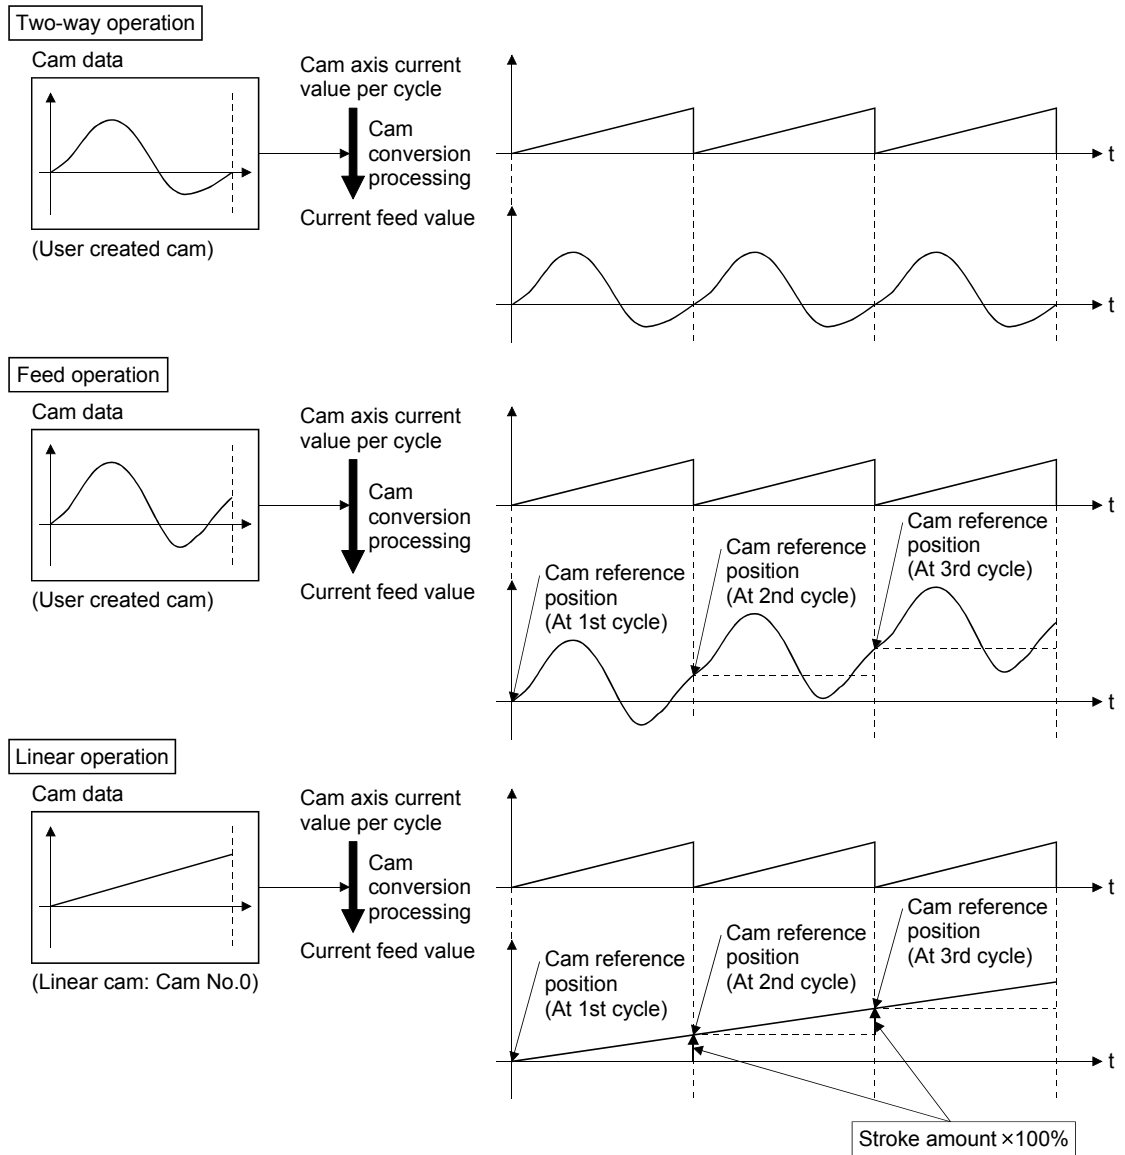 Two-way operation
Cam data
(User created cam)
Cam axis current
value per cycle
Cam
conversion
processing
Current feed value
t
t
Feed operation
Cam data
(User created cam)
Cam axis current
value per cycle
Cam
conversion
processing
Current feed value
t
Cam reference
position
(At 1st cycle)
Cam reference
position
(At 2nd cycle)
Cam reference
position
(At 3rd cycle)
t
Linear operation
Cam data
(Linear cam: Cam No.0)
Cam axis current
value per cycle
Cam
conversion
processing
Current feed value
t
Cam reference
position
(At 1st cycle)
Cam reference
position
(At 2nd cycle)
Cam reference
position
(At 3rd cycle)
t
Stroke amount ×100%